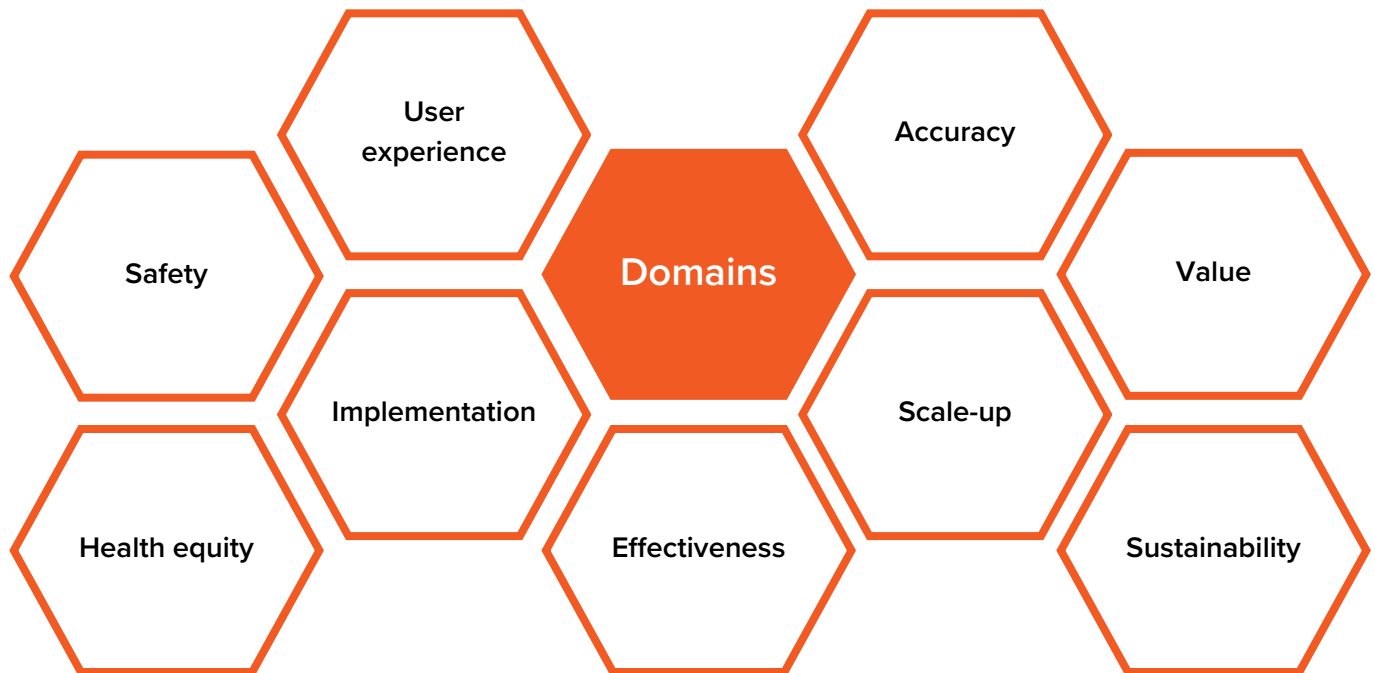 User
experience
Accuracy
Safety
Domains
Value
Implementation
Scale-up
Health equity
Effectiveness
Sustainability